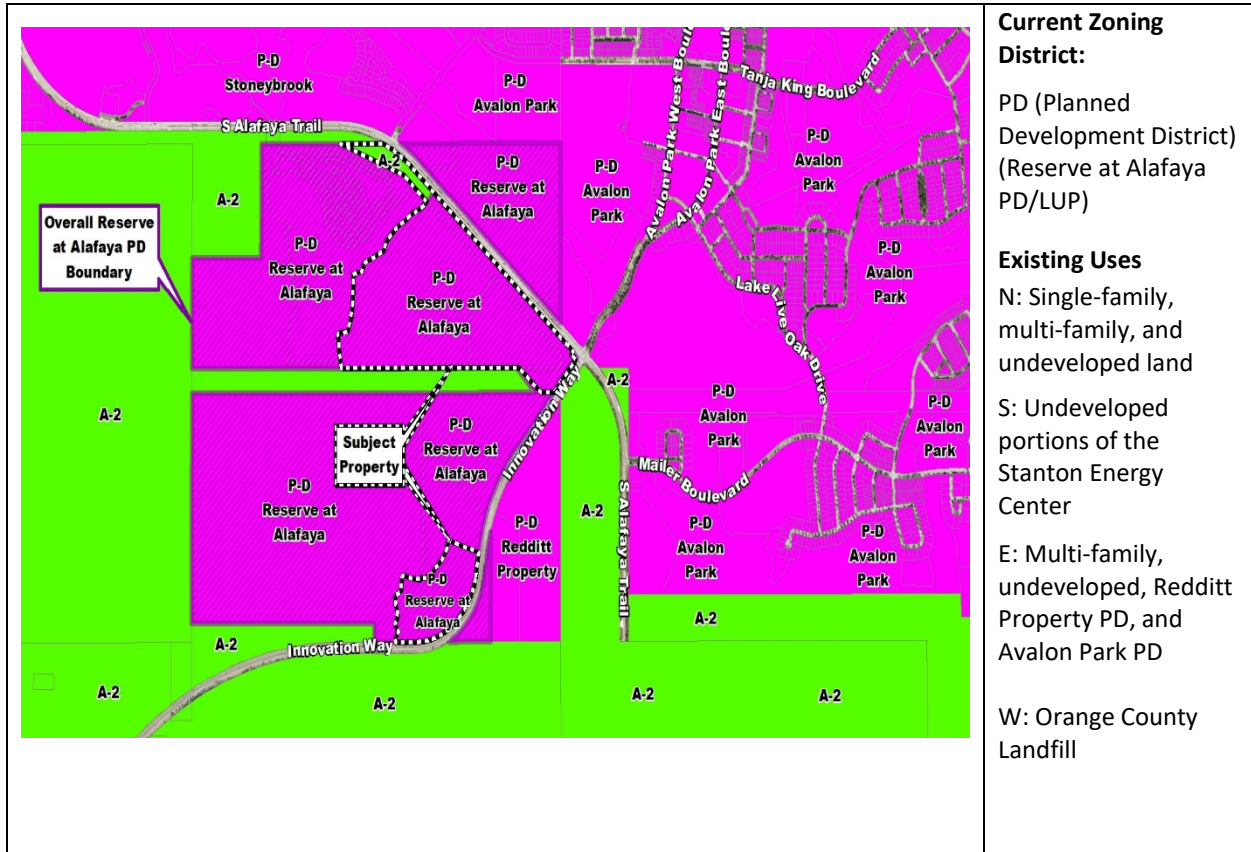 P-D
Stoneybrook
P-D
Avalon Park
Tanja King Boulevard
Avalon Park West Boul
Avalon Park East Bou
S Alafaya Trail
A-2
P-D
Reserve at
Alafaya
P-D
Avalon
Park
P-D
Avalon
Park
A-2
Overall Reserve
at Alafaya PD
Boundary
P-D
Reserve at
Alafaya
P-D
Reserve at
Alafaya
P-D
Avalon
Park
Lake Live Oak Drive
A-2
Innovation Way
A-2
P-D
Avalon
Park
P-D
Avalon
Park
Subject
Property
P-D
Reserve at
Alafaya
P-D
Reserve at
Alafaya
Mailer Boulevard
S Alafaya Trail
A-2
P-D
Redditt
Property
P-D
Avalon
Park
P-D
Avalon
Park
P-D
Reserve at
Alafaya
A-2
A-2
Innovation Way
A-2
A-2
A-2
A-2
Current Zoning
District:
PD (Planned
Development District)
(Reserve at Alafaya
PD/LUP)
Existing Uses
N: Single-family,
multi-family, and
undeveloped land
S: Undeveloped
portions of the
Stanton Energy
Center
E: Multi-family,
undeveloped, Redditt
Property PD, and
Avalon Park PD
W: Orange County
Landfill